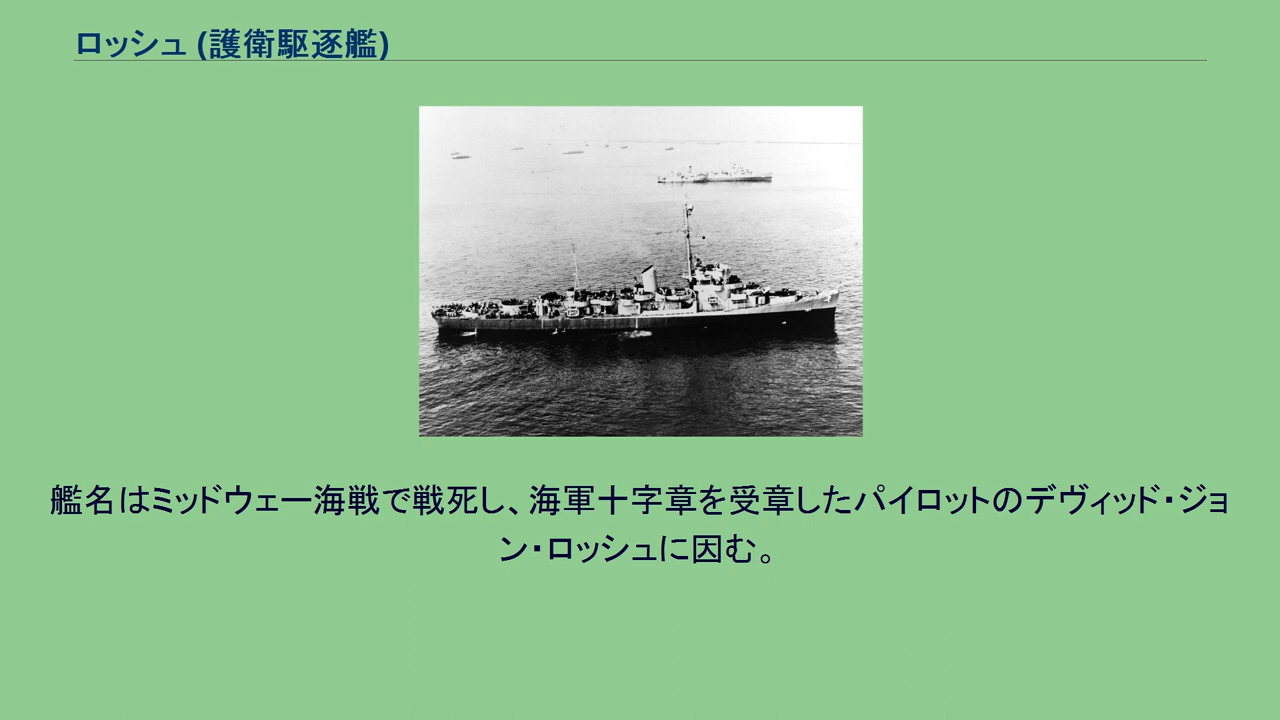 ロッシュ (護衛駆逐艦)
艦名はミッドウェー海戦で戦死し、海軍十字章を受章したパイロットのデヴィッド・ジョ
ン・ロッシュに因む。